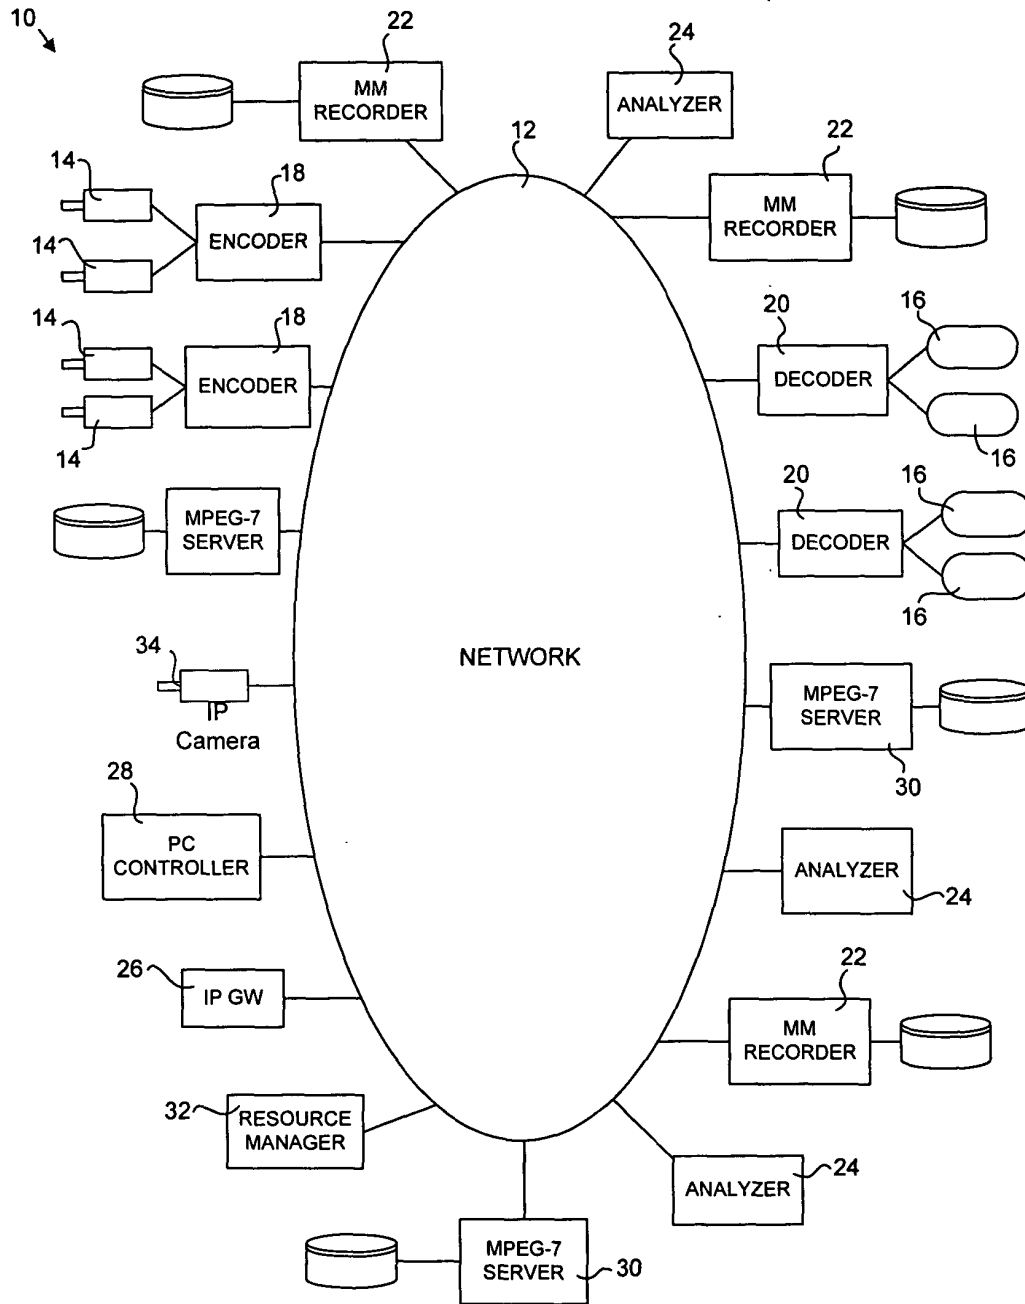 10
22
24
MM
RECORDER
ANALYZER
12
22
14
18
MM
RECORDER
ENCODER
14
14
18
20
16
ENCODER
DECODER
14
16
20
16
MPEG-7
SERVER
DECODER
16
34
NETWORK
MPEG-7
SERVER
IP
Camera
30
28
PC
CONTROLLER
ANALYZER
24
22
26
IP GW
MM
RECORDER
32
RESOURCE
MANAGER
24
ANALYZER
MPEG-7
SERVER
30